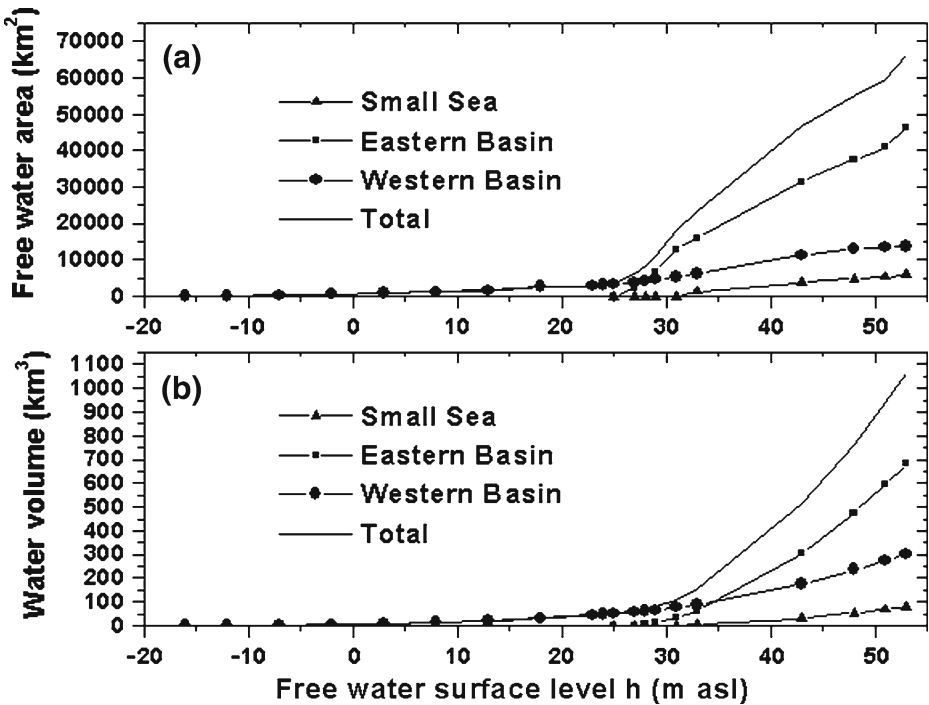 Free water area (km²)
70000
60000
50000
40000
30000
20000
10000
0
(a)
Small Sea
Eastern Basin
Western Basin
Total
-20 -10 0 10 20 30 40 50
Water volume (km³)
1100
1000
900
800
700
600
500
400
300
200
100
0
(b)
Small Sea
Eastern Basin
Western Basin
Total
-20 -10 0 10 20 30 40 50
Free water surface level h (m asl)